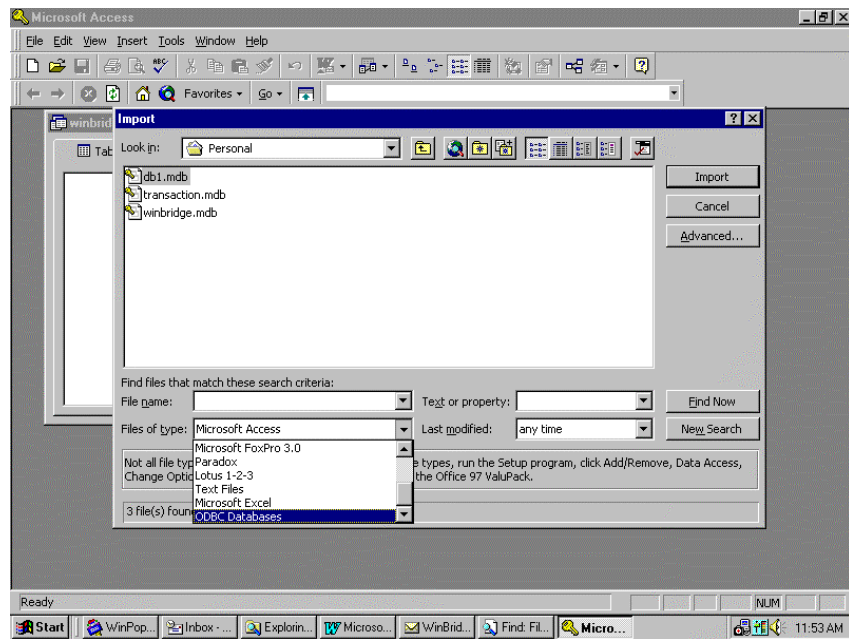 Microsoft Access
File Edit View Insert Tools Window Help
Favorites Go
winbrid
Import
Tab
Look in: Personal
db1.mdb
transaction.mdb
winbridge.mdb
Import
Cancel
Advanced...
Find files that match these search criteria:
File name: Text or property: Find Now
Files of type: Microsoft Access Last modified: any time New Search
Microsoft FoxPro 3.0
Paradox
Lotus 1-2-3
Text Files
Microsoft Excel
ODBC Databases
Not all file typ e types, run the Setup program, click Add/Remove, Data Access,
Change Optio the Office 97 ValuPack.
3 file(s) foun
Ready NUM
Start WinPop... Inbox - ... Explorin... Microso... WinBrid... Find: Fil... Micro... 11:53 AM